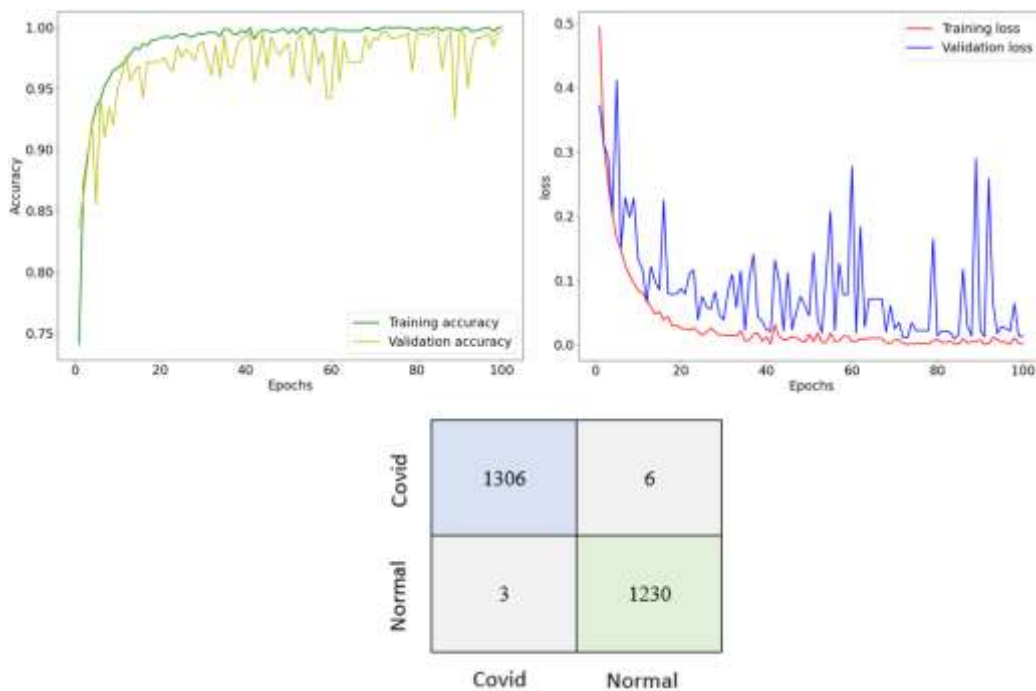 1.00
0.95
0.90
0.85
0.80
0.75
Accuracy
Training accuracy
Validation accuracy
0 20 40 60 80 100
Epochs
0.5
0.4
0.3
0.2
0.1
0.0
loss
Training loss
Validation loss
0 20 40 60 80 100
Epochs
Covid
1306 6
Normal
3 1230
Covid Normal